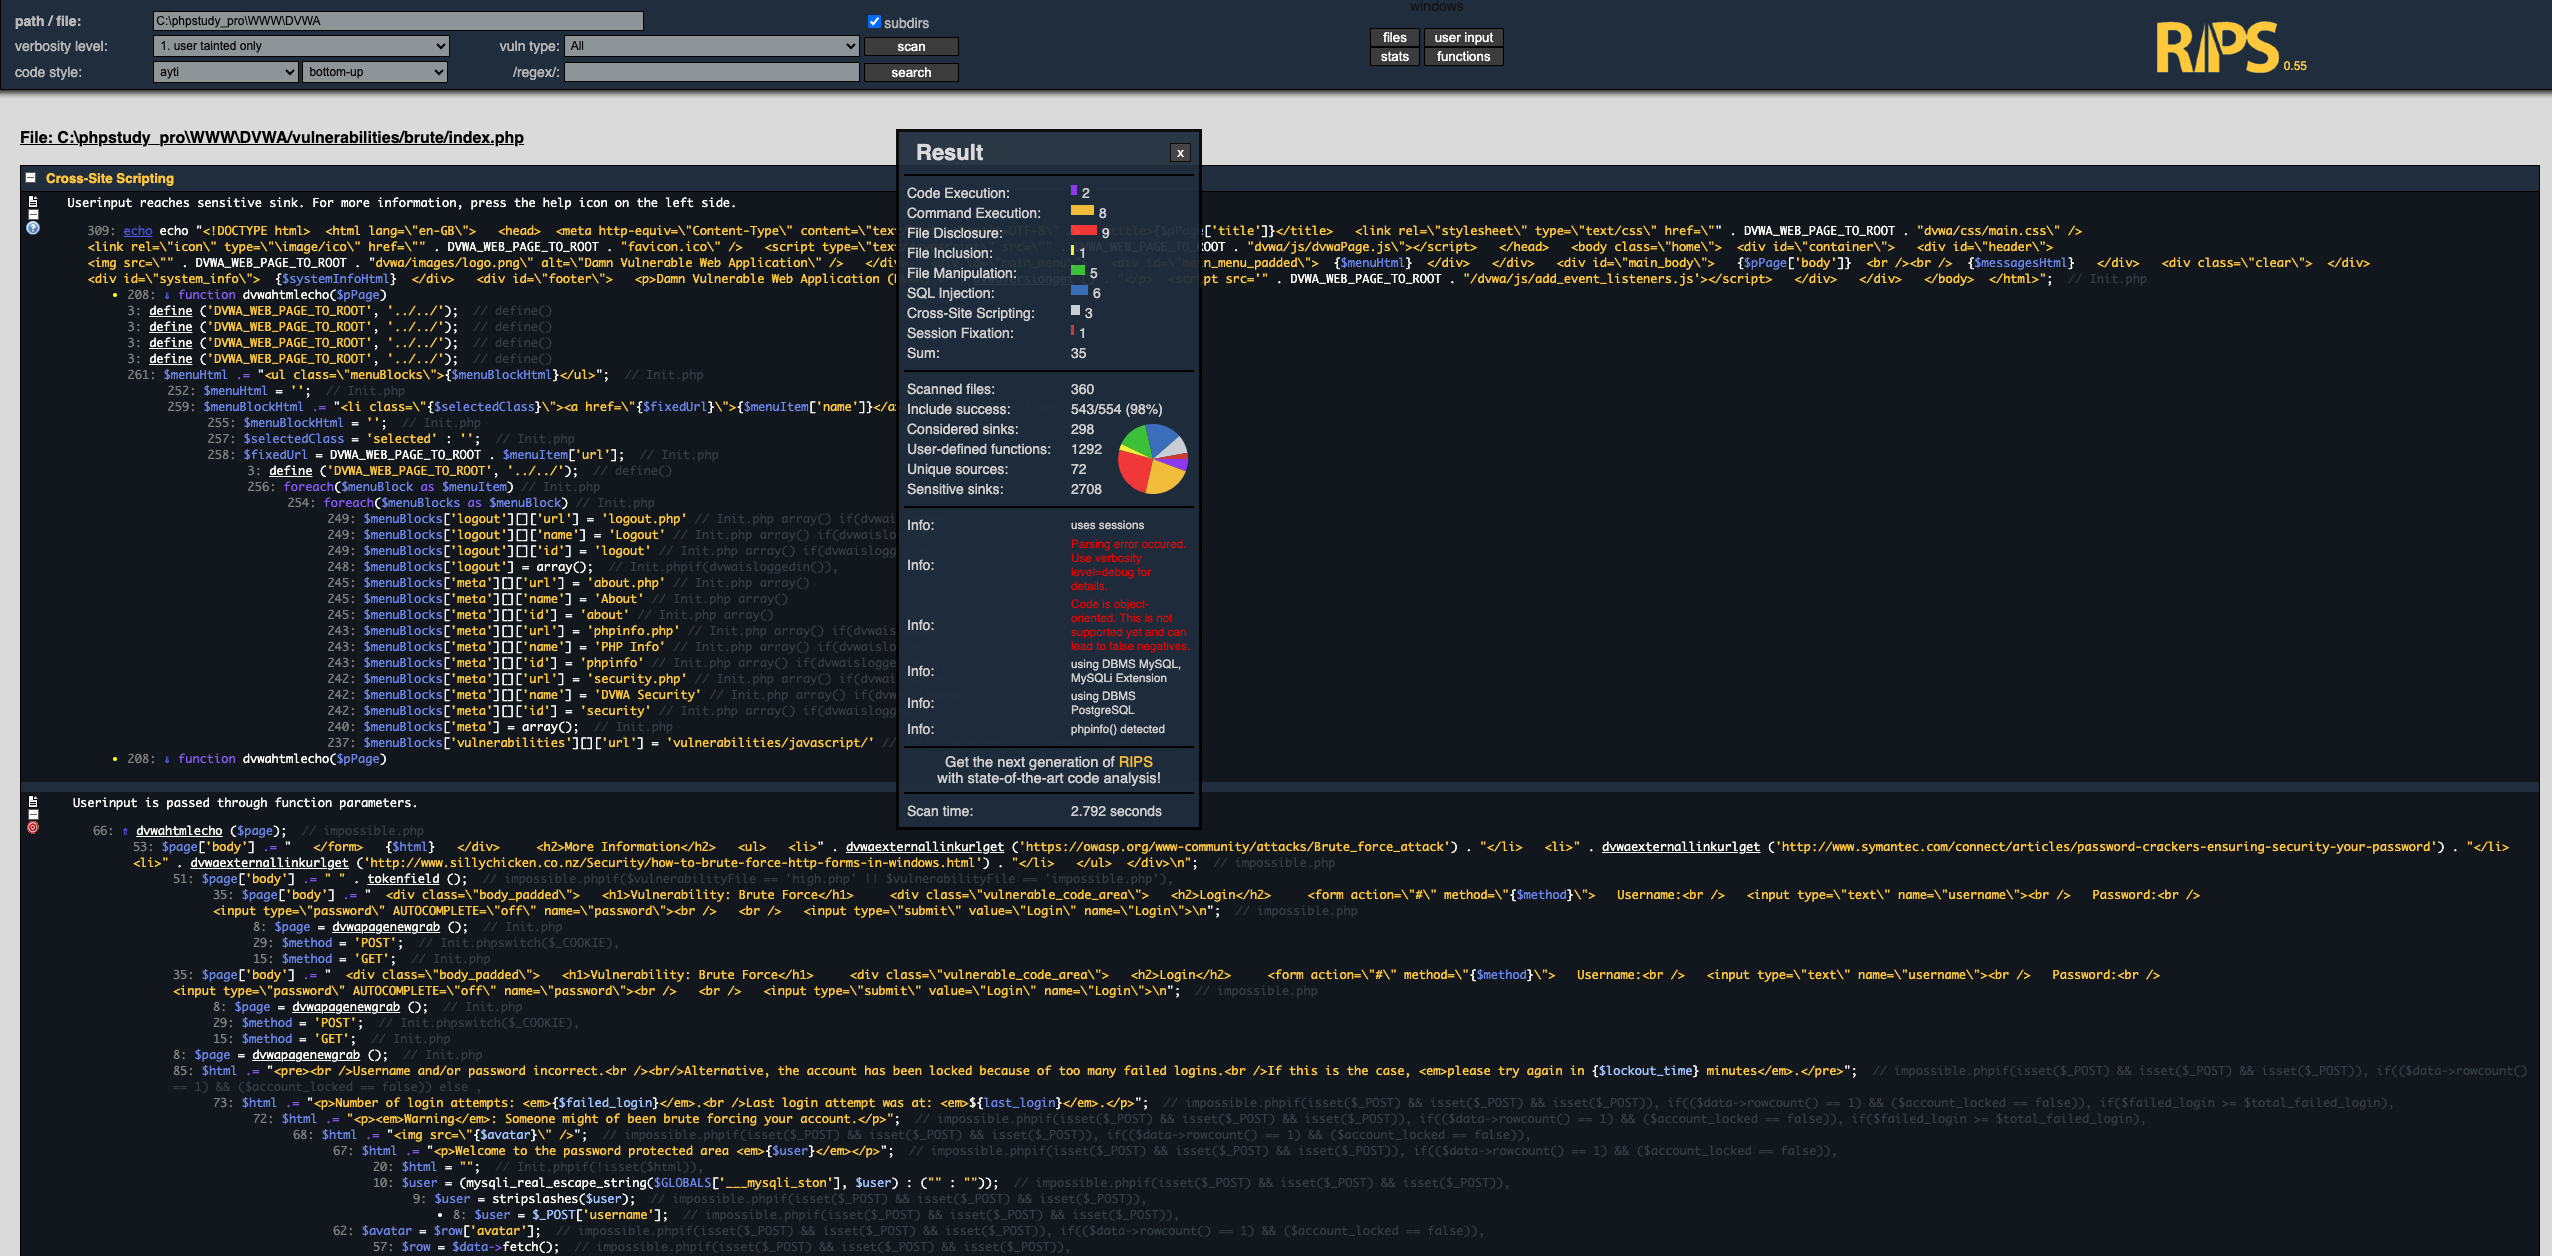 path / file: C:\phpstudy_pro\WWW\DVWA subdirs
verbosity level: 1. user tainted only vuln type: All scan
code style: ayti bottom-up /regex/: search
windows
files user input
stats functions
RIPS 0.55
File: C:\phpstudy_pro\WWW\DVWA/vulnerabilities/brute/index.php
Cross-Site Scripting
Userinput reaches sensitive sink. For more information, press the help icon on the left side.
309: echo echo "<!DOCTYPE html> <html lang=\"en-GB\"> <head> <meta http-equiv=\"Content-Type\" content=\"text ['title']}</title> <link rel=\"stylesheet\" type=\"text/css\" href=\"" . DVWA_WEB_PAGE_TO_ROOT . "dvwa/css/main.css\" />
<link rel=\"icon\" type=\"\image/ico\" href=\"" . DVWA_WEB_PAGE_TO_ROOT . "favicon.ico\" /> <script type=\"tex OOT . "dvwa/js/dvwaPage.js\"></script> </head> <body class=\"home\"> <div id=\"container\"> <div id=\"header\">
<img src=\"" . DVWA_WEB_PAGE_TO_ROOT . "dvwa/images/logo.png\" alt=\"Damn Vulnerable Web Application\" /> </div in_menu_padded\"> {$menuHtml} </div> </div> <div id=\"main_body\"> {$pPage['body']} <br /><br /> {$messagesHtml} </div> <div class=\"clear\"> </div>
<div id=\"system_info\"> {$systemInfoHtml} </div> <div id=\"footer\"> <p>Damn Vulnerable Web Application ( ipt src='" . DVWA_WEB_PAGE_TO_ROOT . "/dvwa/js/add_event_listeners.js'></script> </div> </div> </body> </html>"; // Init.php
208: ⇓ function dvwahtmlecho($pPage)
3: define ('DVWA_WEB_PAGE_TO_ROOT', '../../'); // define()
3: define ('DVWA_WEB_PAGE_TO_ROOT', '../../'); // define()
3: define ('DVWA_WEB_PAGE_TO_ROOT', '../../'); // define()
3: define ('DVWA_WEB_PAGE_TO_ROOT', '../../'); // define()
261: $menuHtml .= "<ul class=\"menuBlocks\">{$menuBlockHtml}</ul>"; // Init.php
252: $menuHtml = ''; // Init.php
259: $menuBlockHtml .= "<li class=\"{$selectedClass}\"><a href=\"{$fixedUrl}\">{$menuItem['name']}</a
255: $menuBlockHtml = ''; // Init.php
257: $selectedClass = 'selected' : ''; // Init.php
258: $fixedUrl = DVWA_WEB_PAGE_TO_ROOT . $menuItem['url']; // Init.php
3: define ('DVWA_WEB_PAGE_TO_ROOT', '../../'); // define()
256: foreach($menuBlock as $menuItem) // Init.php
254: foreach($menuBlocks as $menuBlock) // Init.php
249: $menuBlocks['logout'][]['url'] = 'logout.php' // Init.php array() if(dvwai
249: $menuBlocks['logout'][]['name'] = 'Logout' // Init.php array() if(dvwaislo
249: $menuBlocks['logout'][]['id'] = 'logout' // Init.php array() if(dvwaislogg
248: $menuBlocks['logout'] = array(); // Init.phpif(dvwaisloggedin()),
245: $menuBlocks['meta'][]['url'] = 'about.php' // Init.php array()
245: $menuBlocks['meta'][]['name'] = 'About' // Init.php array()
245: $menuBlocks['meta'][]['id'] = 'about' // Init.php array()
243: $menuBlocks['meta'][]['url'] = 'phpinfo.php' // Init.php array() if(dvwais
243: $menuBlocks['meta'][]['name'] = 'PHP Info' // Init.php array() if(dvwaislo
243: $menuBlocks['meta'][]['id'] = 'phpinfo' // Init.php array() if(dvwaislogge
242: $menuBlocks['meta'][]['url'] = 'security.php' // Init.php array() if(dvwai
242: $menuBlocks['meta'][]['name'] = 'DVWA Security' // Init.php array() if(dvw
242: $menuBlocks['meta'][]['id'] = 'security' // Init.php array() if(dvwaislogg
240: $menuBlocks['meta'] = array(); // Init.php
237: $menuBlocks['vulnerabilities'][]['url'] = 'vulnerabilities/javascript/' //
208: ⇓ function dvwahtmlecho($pPage)
Result x
Code Execution: 2
Command Execution: 8
File Disclosure: 9
File Inclusion: 1
File Manipulation: 5
SQL Injection: 6
Cross-Site Scripting: 3
Session Fixation: 1
Sum: 35
Scanned files: 360
Include success: 543/554 (98%)
Considered sinks: 298
User-defined functions: 1292
Unique sources: 72
Sensitive sinks: 2708
Info: uses sessions
Info: Parsing error occured.
Use verbosity
level=debug for
details.
Info: Code is object-
oriented. This is not
supported yet and can
lead to false negatives.
Info: using DBMS MySQL,
MySQLi Extension
Info: using DBMS
PostgreSQL
Info: phpinfo() detected
Get the next generation of RIPS
with state-of-the-art code analysis!
Scan time: 2.792 seconds
Userinput is passed through function parameters.
66: ⇑ dvwahtmlecho ($page); // impossible.php
53: $page['body'] .= " </form> {$html} </div> <h2>More Information</h2> <ul> <li>" . dvwaexternallinkurlget ('https://owasp.org/www-community/attacks/Brute_force_attack') . "</li> <li>" . dvwaexternallinkurlget ('http://www.symantec.com/connect/articles/password-crackers-ensuring-security-your-password') . "</li>
<li>" . dvwaexternallinkurlget ('http://www.sillychicken.co.nz/Security/how-to-brute-force-http-forms-in-windows.html') . "</li> </ul> </div>\n"; // impossible.php
51: $page['body'] .= " " . tokenfield (); // impossible.phpif($vulnerabilityFile == 'high.php' || $vulnerabilityFile == 'impossible.php'),
35: $page['body'] .= " <div class=\"body_padded\"> <h1>Vulnerability: Brute Force</h1> <div class=\"vulnerable_code_area\"> <h2>Login</h2> <form action=\"#\" method=\"{$method}\"> Username:<br /> <input type=\"text\" name=\"username\"><br /> Password:<br />
<input type=\"password\" AUTOCOMPLETE=\"off\" name=\"password\"><br /> <br /> <input type=\"submit\" value=\"Login\" name=\"Login\">\n"; // impossible.php
8: $page = dvwapagenewgrab (); // Init.php
29: $method = 'POST'; // Init.phpswitch($_COOKIE),
15: $method = 'GET'; // Init.php
35: $page['body'] .= " <div class=\"body_padded\"> <h1>Vulnerability: Brute Force</h1> <div class=\"vulnerable_code_area\"> <h2>Login</h2> <form action=\"#\" method=\"{$method}\"> Username:<br /> <input type=\"text\" name=\"username\"><br /> Password:<br />
<input type=\"password\" AUTOCOMPLETE=\"off\" name=\"password\"><br /> <br /> <input type=\"submit\" value=\"Login\" name=\"Login\">\n"; // impossible.php
8: $page = dvwapagenewgrab (); // Init.php
29: $method = 'POST'; // Init.phpswitch($_COOKIE),
15: $method = 'GET'; // Init.php
8: $page = dvwapagenewgrab (); // Init.php
85: $html .= "<pre><br />Username and/or password incorrect.<br /><br/>Alternative, the account has been locked because of too many failed logins.<br />If this is the case, <em>please try again in {$lockout_time} minutes</em>.</pre>"; // impossible.phpif(isset($_POST) && isset($_POST) && isset($_POST)), if(($data->rowcount()
== 1) && ($account_locked == false)) else ,
73: $html .= "<p>Number of login attempts: <em>{$failed_login}</em>.<br />Last login attempt was at: <em>${last_login}</em>.</p>"; // impossible.phpif(isset($_POST) && isset($_POST) && isset($_POST)), if(($data->rowcount() == 1) && ($account_locked == false)), if($failed_login >= $total_failed_login),
72: $html .= "<p><em>Warning</em>: Someone might of been brute forcing your account.</p>"; // impossible.phpif(isset($_POST) && isset($_POST) && isset($_POST)), if(($data->rowcount() == 1) && ($account_locked == false)), if($failed_login >= $total_failed_login),
68: $html .= "<img src=\"{$avatar}\" />"; // impossible.phpif(isset($_POST) && isset($_POST) && isset($_POST)), if(($data->rowcount() == 1) && ($account_locked == false)),
67: $html .= "<p>Welcome to the password protected area <em>{$user}</em></p>"; // impossible.phpif(isset($_POST) && isset($_POST) && isset($_POST)), if(($data->rowcount() == 1) && ($account_locked == false)),
20: $html = ""; // Init.phpif(!isset($html)),
10: $user = (mysqli_real_escape_string($GLOBALS['___mysqli_ston'], $user) : ("" : "")); // impossible.phpif(isset($_POST) && isset($_POST) && isset($_POST)),
9: $user = stripslashes($user); // impossible.phpif(isset($_POST) && isset($_POST) && isset($_POST)),
8: $user = $_POST['username']; // impossible.phpif(isset($_POST) && isset($_POST) && isset($_POST)),
62: $avatar = $row['avatar']; // impossible.phpif(isset($_POST) && isset($_POST) && isset($_POST)), if(($data->rowcount() == 1) && ($account_locked == false)),
57: $row = $data->fetch(); // impossible.phpif(isset($_POST) && isset($_POST) && isset($_POST)),